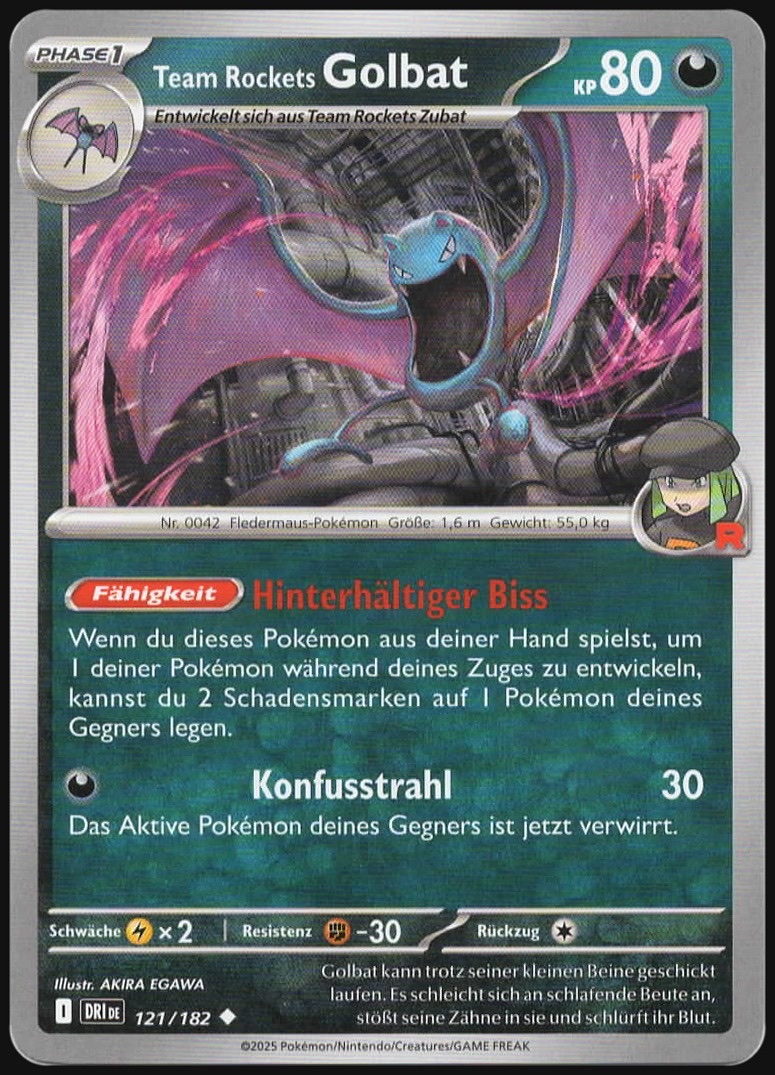 PHASE 1
Team Rockets Golbat
KP 80
Entwickelt sich aus Team Rockets Zubat
Nr. 0042 Fledermaus-Pokémon Größe: 1,6 m Gewicht: 55,0 kg
R
Fähigkeit Hinterhältiger Biss
Wenn du dieses Pokémon aus deiner Hand spielst, um
1 deiner Pokémon während deines Zuges zu entwickeln,
kannst du 2 Schadensmarken auf 1 Pokémon deines
Gegners legen.
Konfusstrahl 30
Das Aktive Pokémon deines Gegners ist jetzt verwirrt.
Schwäche x 2 Resistenz -30 Rückzug
Illustr. AKIRA EGAWA
I DRI DE 121/182
Golbat kann trotz seiner kleinen Beine geschickt
laufen. Es schleicht sich an schlafende Beute an,
stößt seine Zähne in sie und schlürft ihr Blut.
©2025 Pokémon/Nintendo/Creatures/GAME FREAK